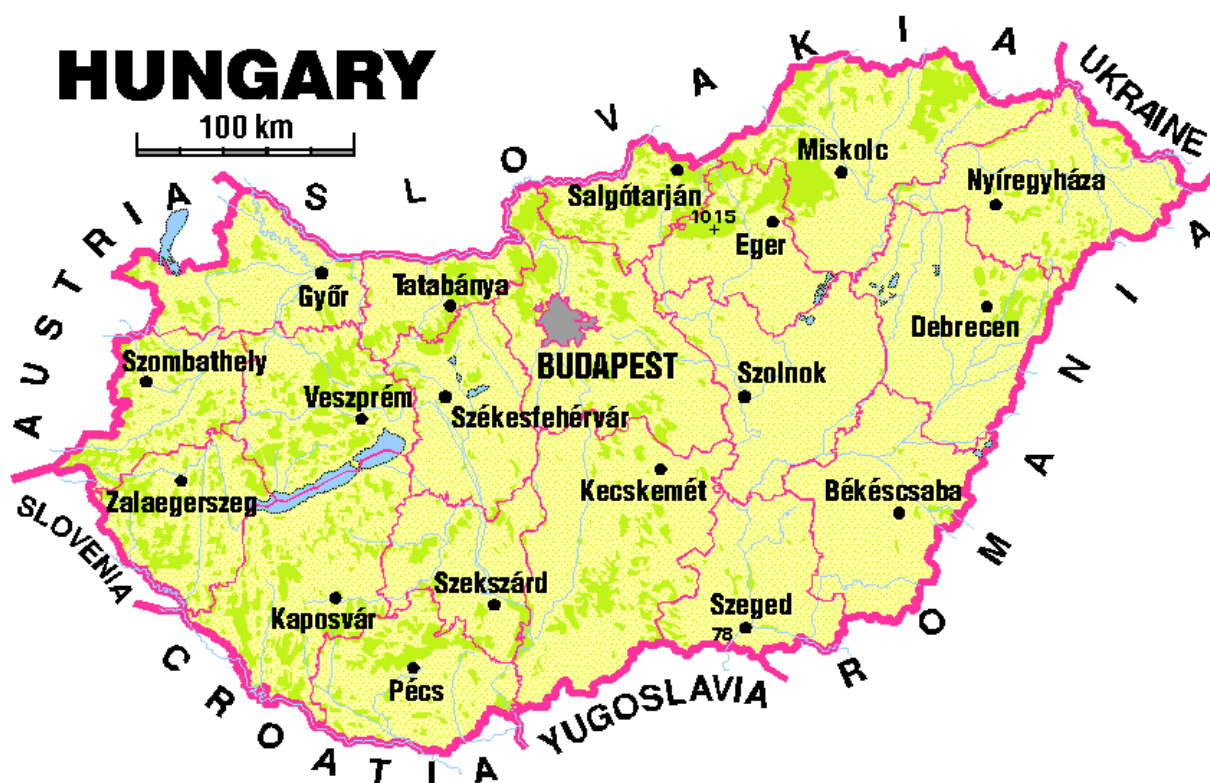 HUNGARY
100 km
SLOVAKIA
UKRAINE
AUSTRIA
ROMANIA
SLOVENIA
CROATIA
YUGOSLAVIA
Miskolc
Salgótarján
Nyíregyháza
1015
Eger
Győr
Tatabánya
Debrecen
Szombathely
BUDAPEST
Szolnok
Veszprém
Székesfehérvár
Zalaegerszeg
Kecskemét
Békéscsaba
Szekszárd
Kaposvár
Szeged
78
Pécs